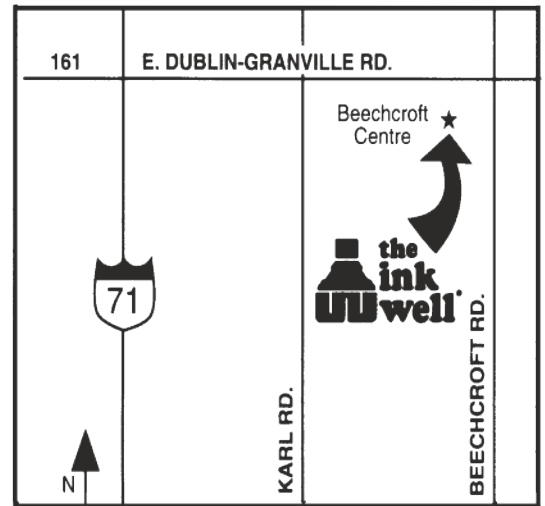 161 E. DUBLIN-GRANVILLE RD.
Beechcroft
Centre
the
ink
well
71
KARL RD.
BEECHCROFT RD.
N